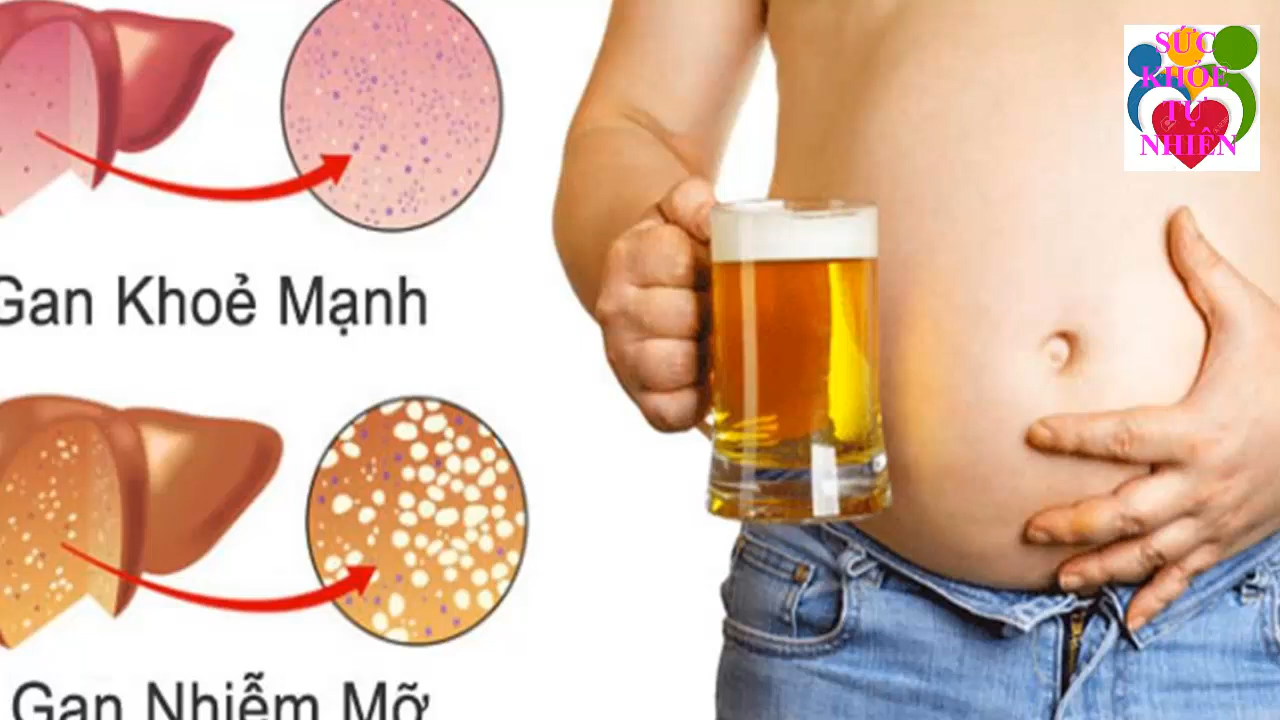 Gan Khoẻ Mạnh
Gan Nhiễm Mỡ
SỨC
KHỎE
TỰ
NHIÊN